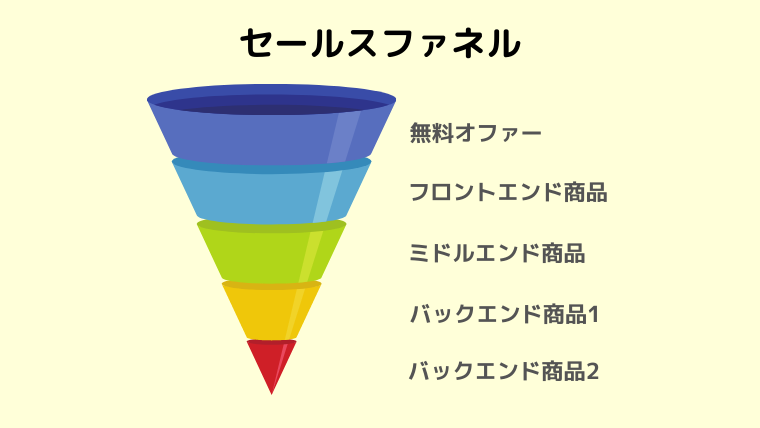 セールスファネル
無料オファー
フロントエンド商品
ミドルエンド商品
バックエンド商品1
バックエンド商品2